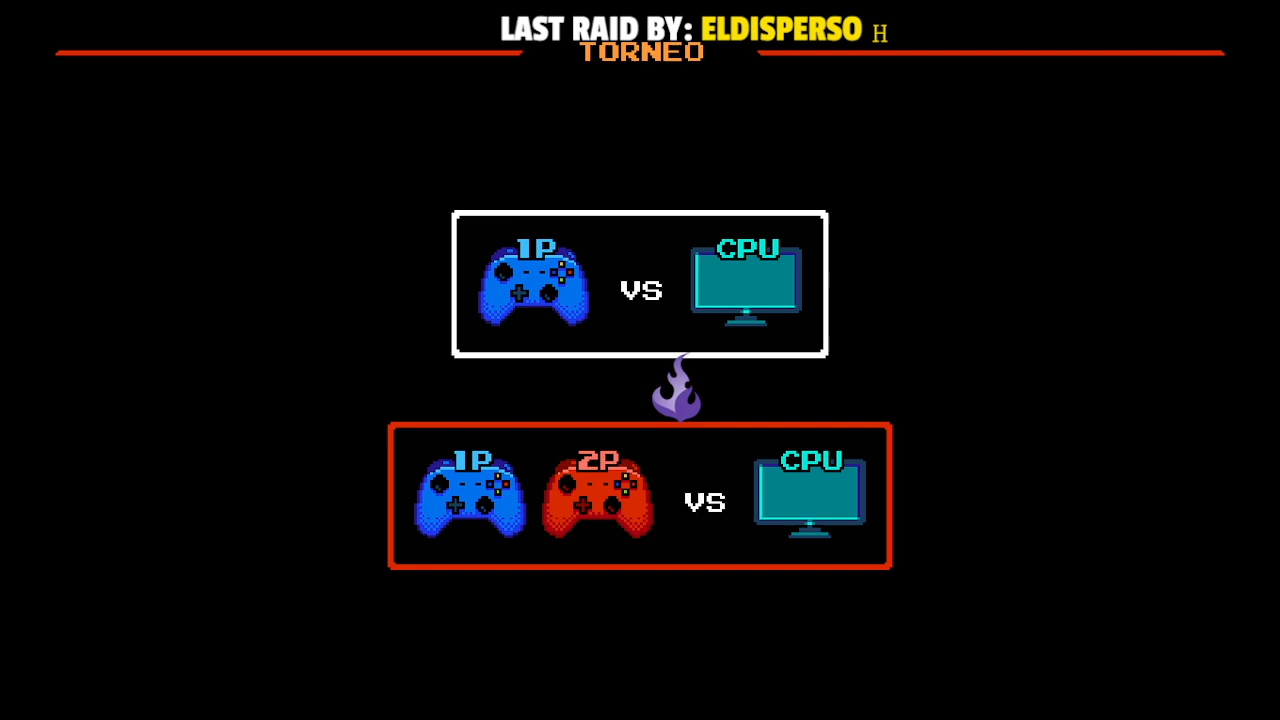 LAST RAID BY: ELDISPERSO H
TORNEO
1P VS CPU
1P 2P VS CPU